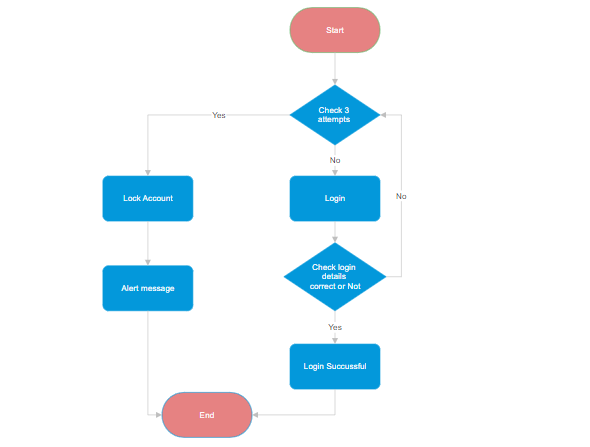 Start
Check 3
attempts
Yes
No
Lock Account
Login
No
Check login
details
correct or Not
Alert message
Yes
Login Succussful
End